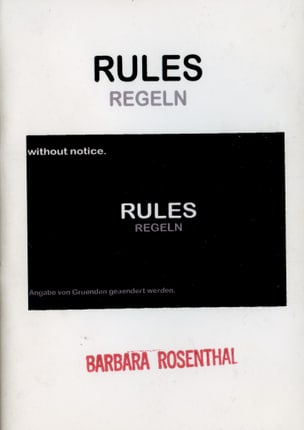 RULES
REGELN
without notice.
RULES
REGELN
Angabe von Gruenden geaendert werden.
BARBARA ROSENTHAL